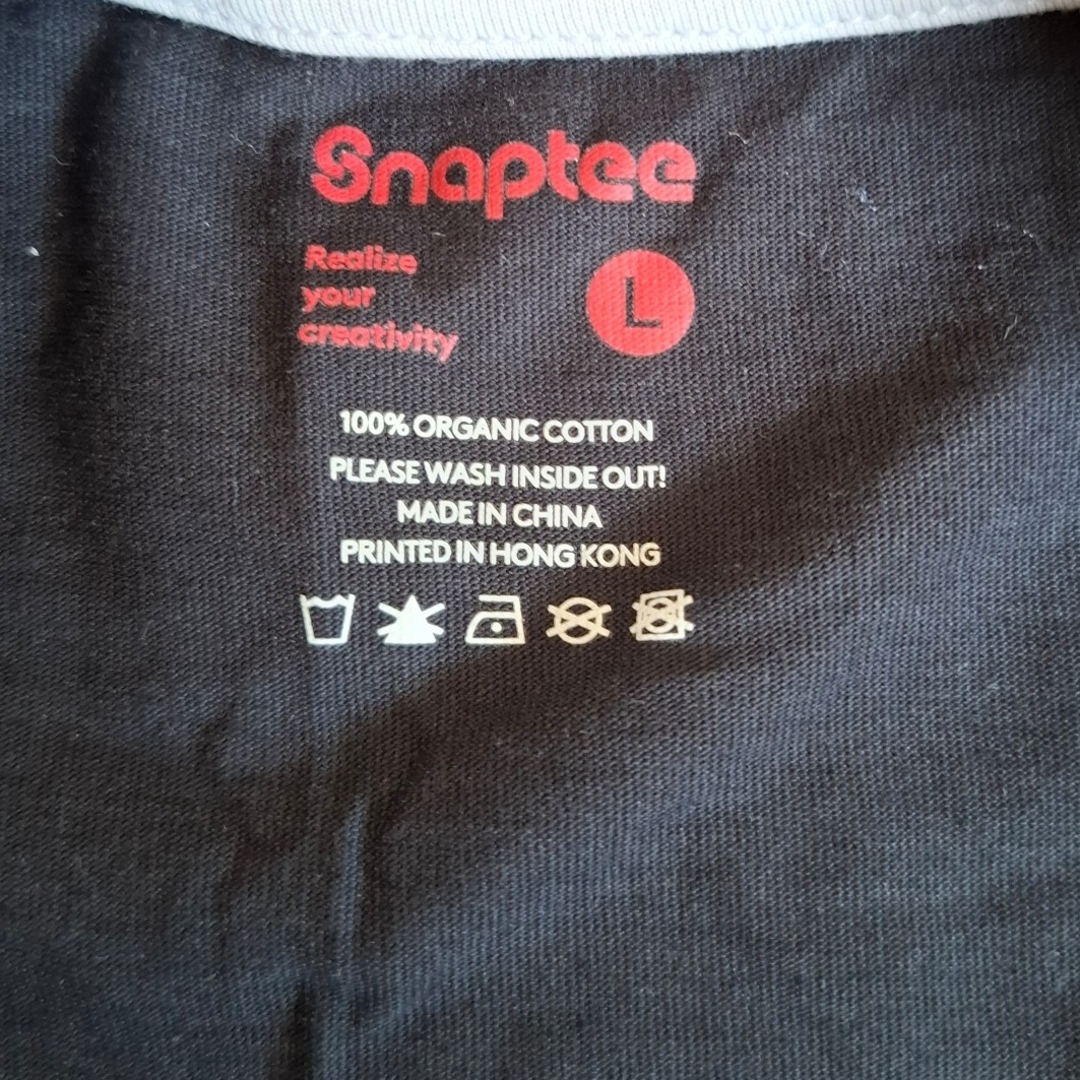 Snaptee
Realize
your
creativity
L
100% ORGANIC COTTON
PLEASE WASH INSIDE OUT!
MADE IN CHINA
PRINTED IN HONG KONG